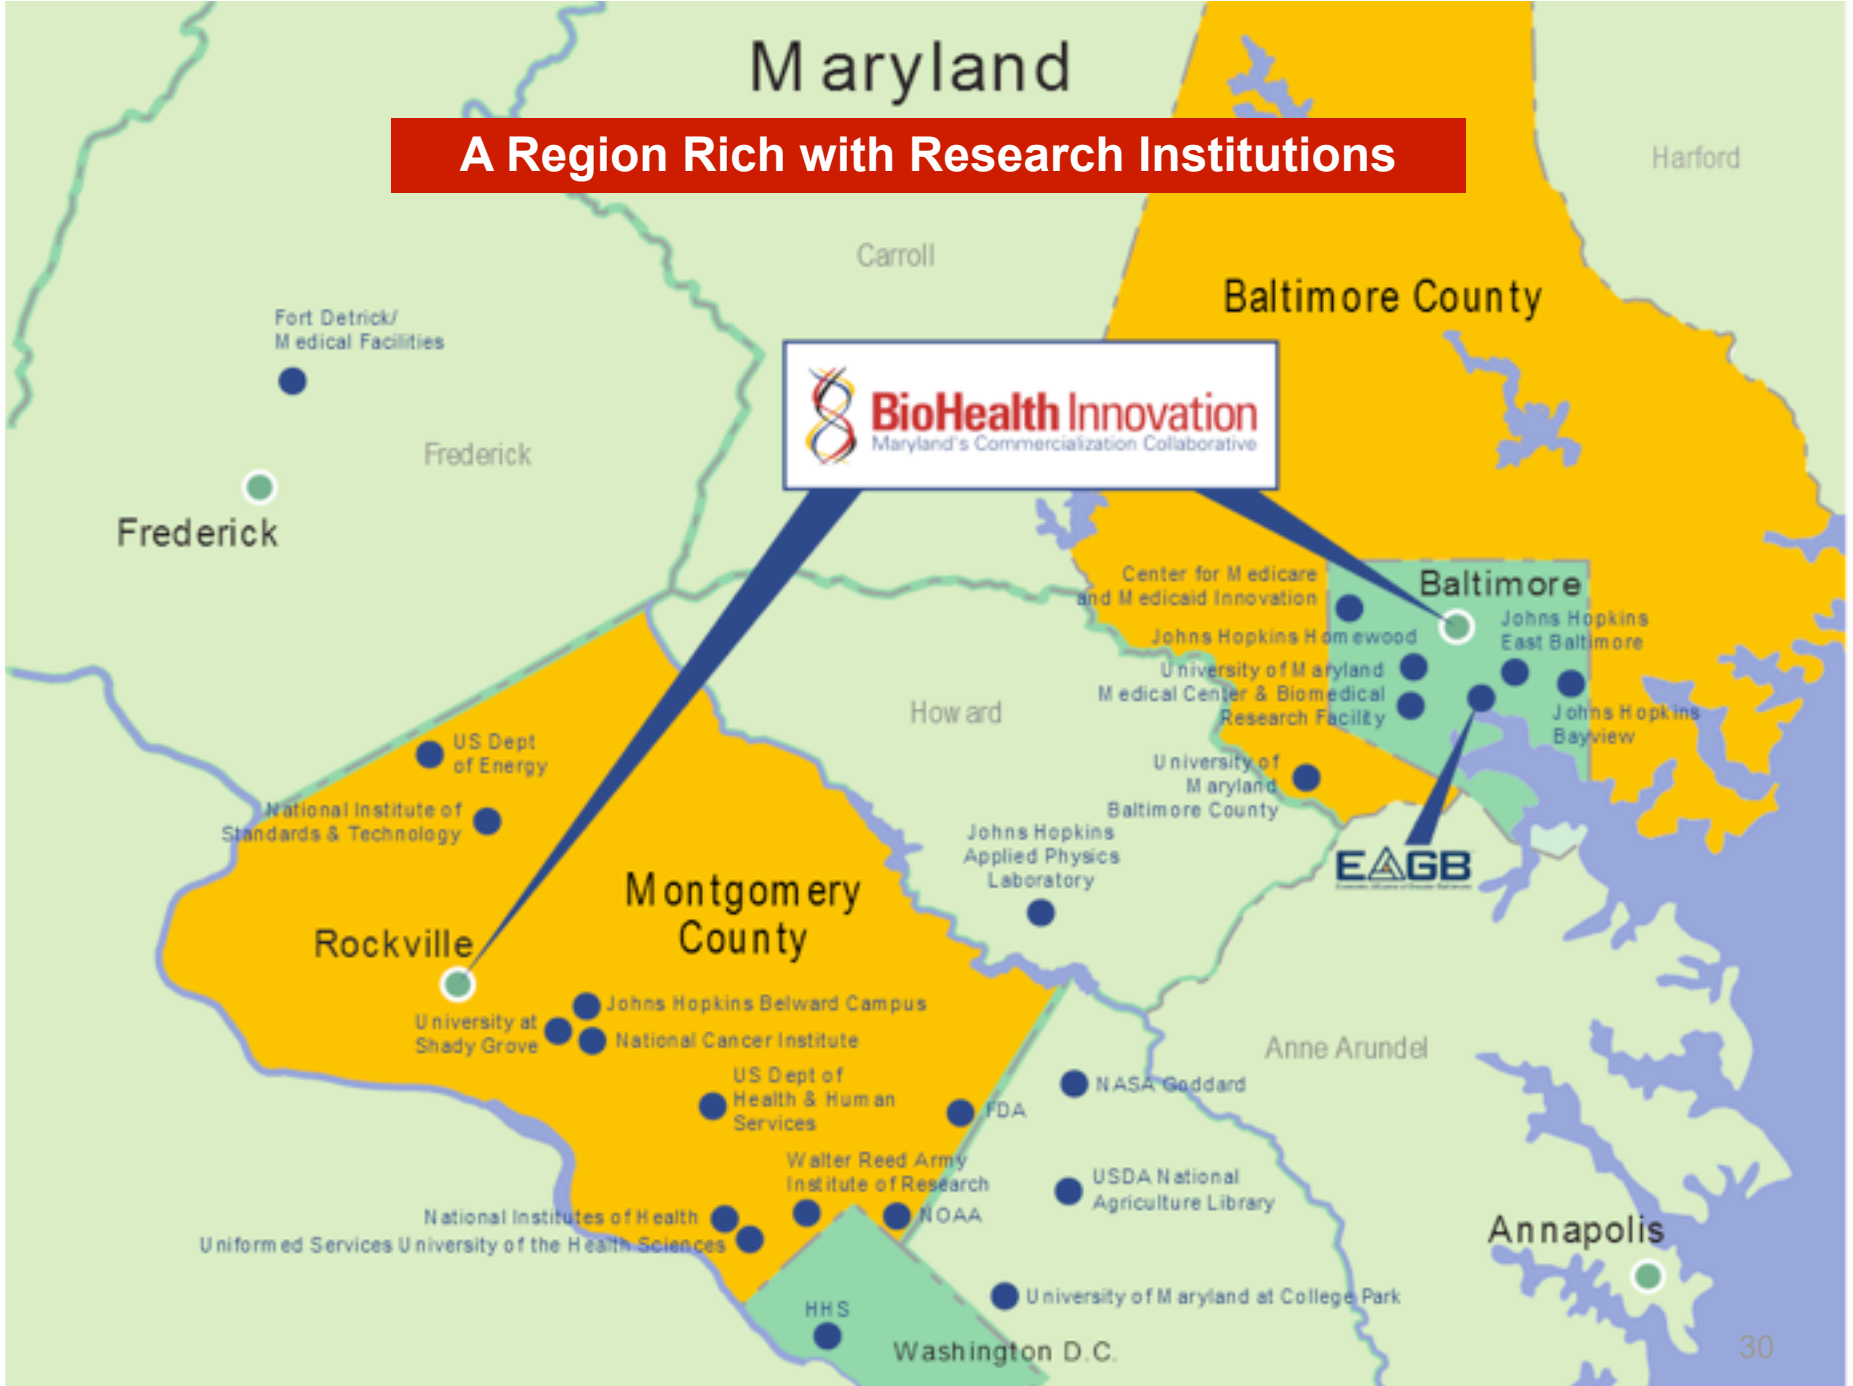 Maryland
A Region Rich with Research Institutions
Harford
Carroll
Baltimore County
Fort Detrick/
Medical Facilities
BioHealth Innovation
Maryland's Commercialization Collaborative
Frederick
Frederick
Center for Medicare
and Medicaid Innovation
Baltimore
Johns Hopkins
East Baltimore
Johns Hopkins Homewood
University of Maryland
Medical Center & Biomedical
Research Facility
Johns Hopkins
Bayview
Howard
US Dept
of Energy
University of
Maryland
Baltimore County
National Institute of
Standards & Technology
Johns Hopkins
Applied Physics
Laboratory
EAGB
Montgomery
County
Rockville
Johns Hopkins Belward Campus
University at
Shady Grove
National Cancer Institute
Anne Arundel
US Dept of
Health & Human
Services
NASA Goddard
FDA
Walter Reed Army
Institute of Research
USDA National
Agriculture Library
National Institutes of Health
NOAA
Uniformed Services University of the Health Sciences
Annapolis
University of Maryland at College Park
HHS
Washington D.C.
30